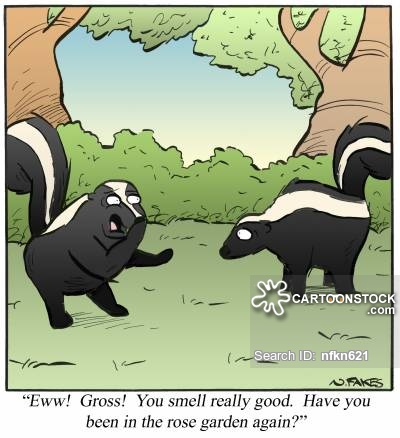 CARTOONSTOCK
.com
Search ID: nfkn621
N. FAKES
“Eww! Gross! You smell really good. Have you
been in the rose garden again?”